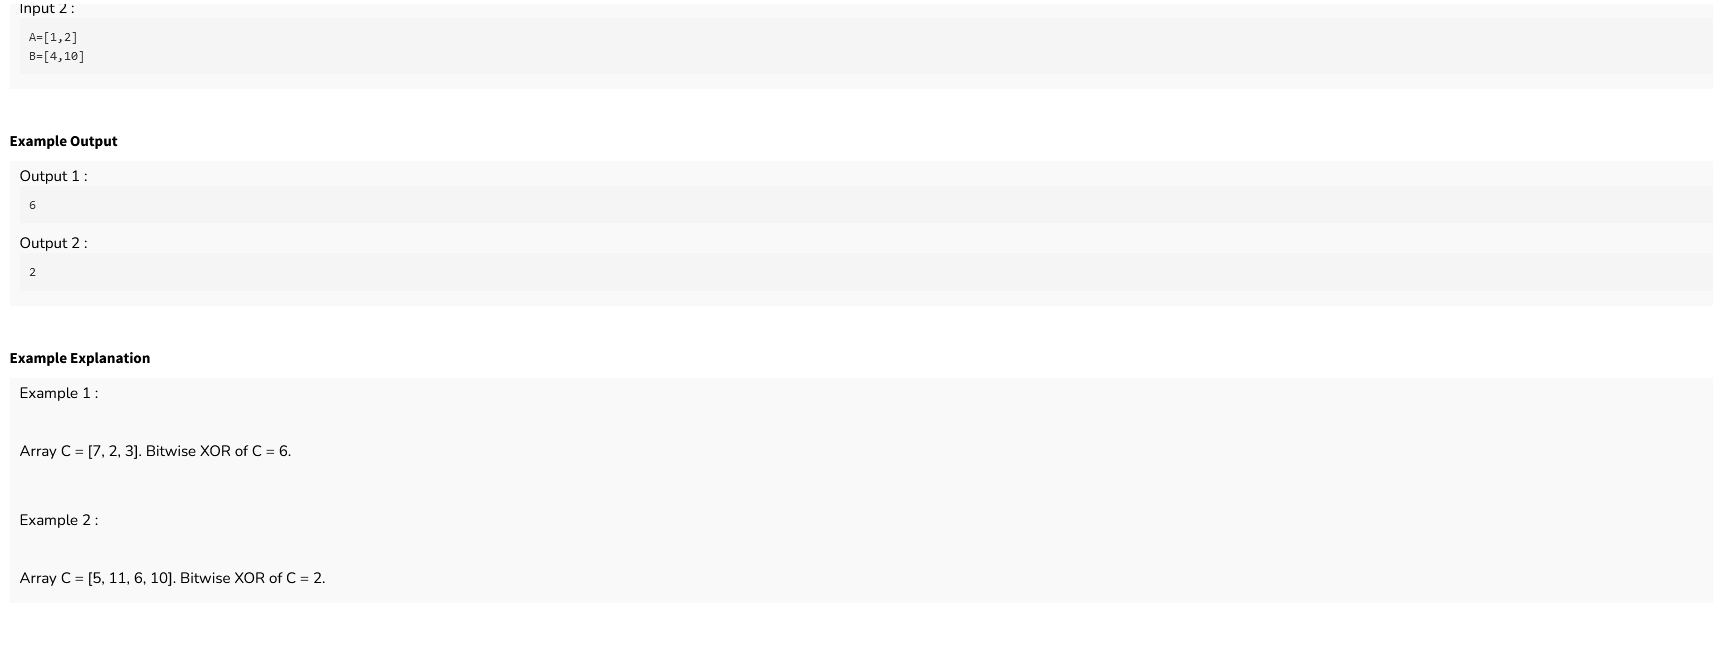 Input 2 :
A=[1,2]
B=[4,10]
Example Output
Output 1 :
6
Output 2 :
2
Example Explanation
Example 1 :
Array C = [7, 2, 3]. Bitwise XOR of C = 6.
Example 2 :
Array C = [5, 11, 6, 10]. Bitwise XOR of C = 2.